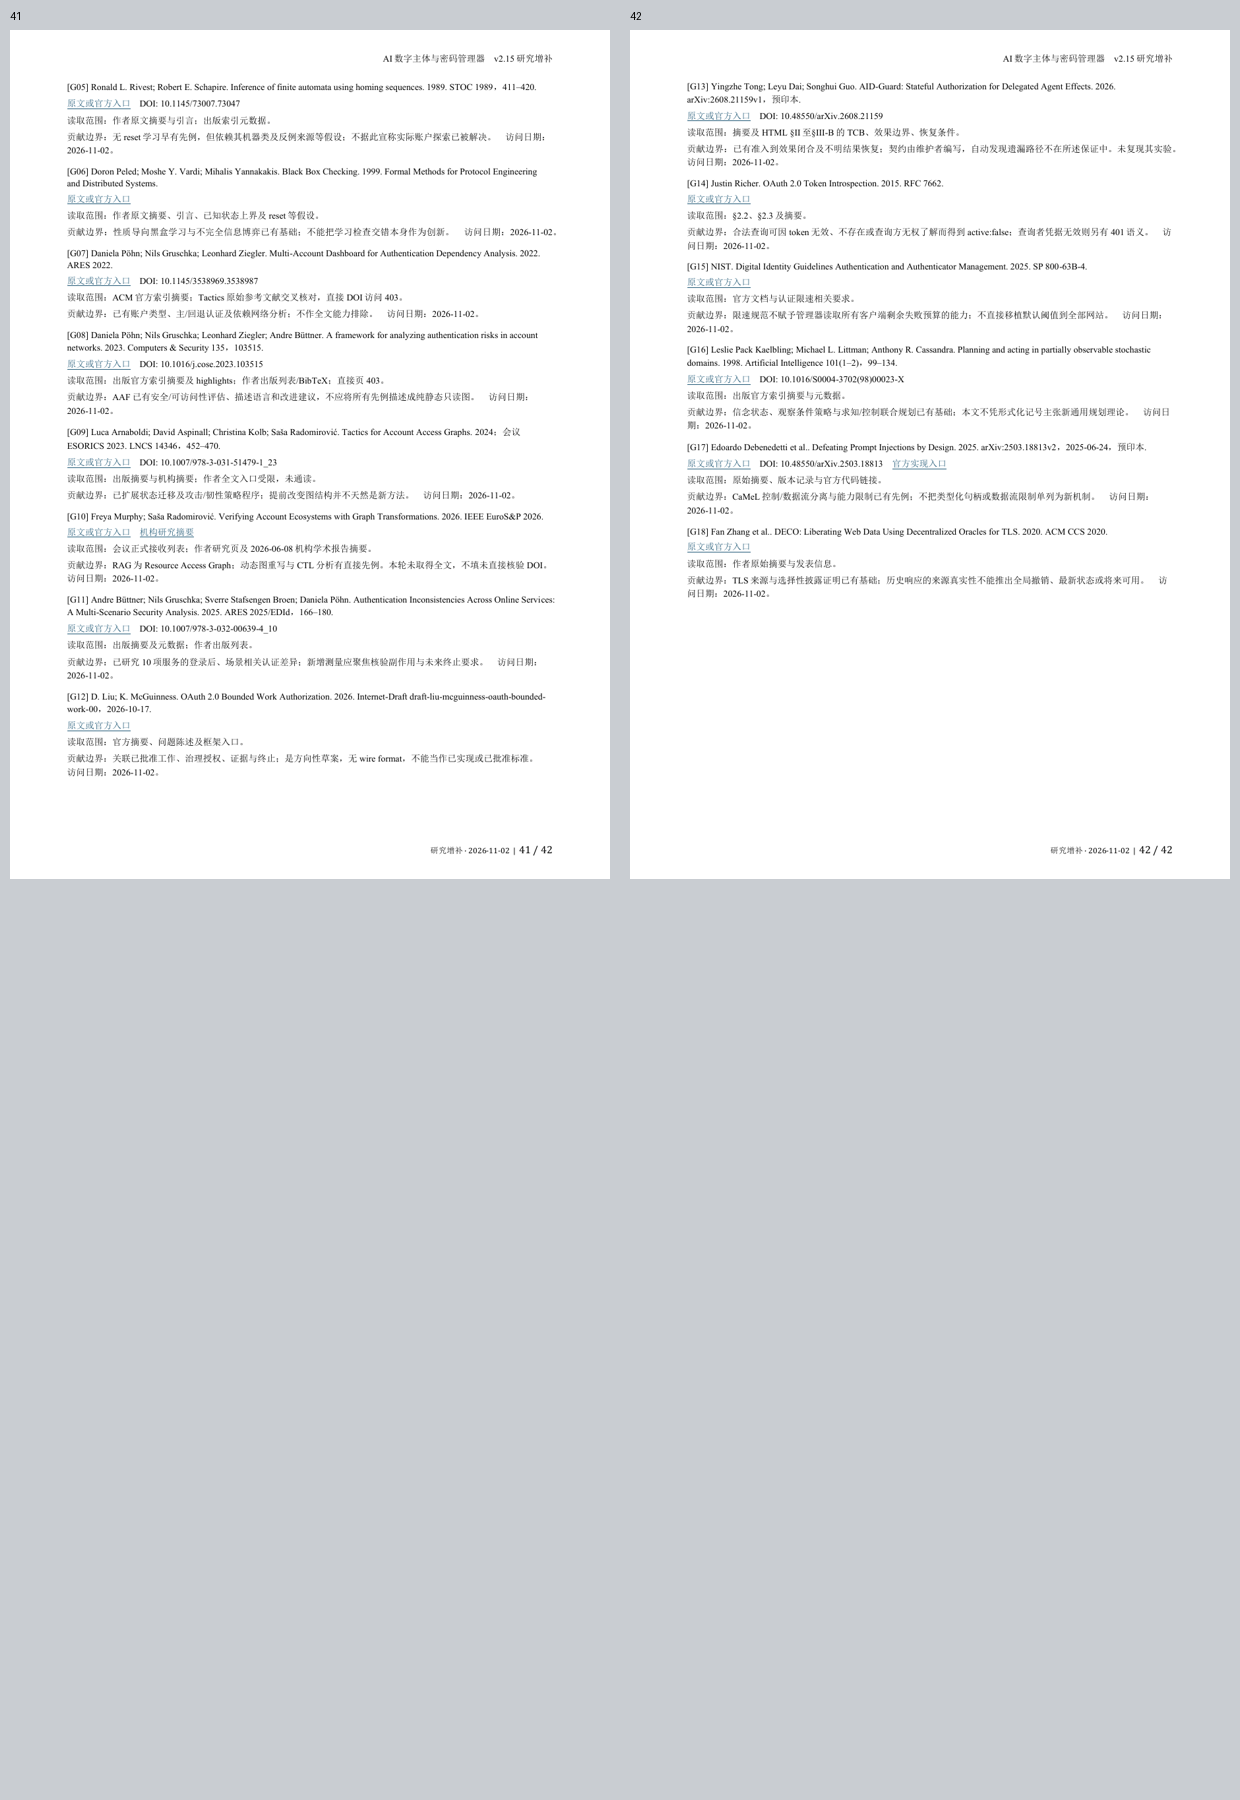 41
AI 数字主体与密码管理器 v2.15 研究增补
[G05] Ronald L. Rivest; Robert E. Schapire. Inference of finite automata using homing sequences. 1989. STOC 1989，411–420.
原文或官方入口 DOI: 10.1145/73007.73047
读取范围：作者原文摘要与引言；出版索引元数据。
贡献边界：无 reset 学习早有先例，但依赖其机器类及反例来源等假设；不据此宣称实际账户探索已被解决。 访问日期：
2026-11-02。
[G06] Doron Peled; Moshe Y. Vardi; Mihalis Yannakakis. Black Box Checking. 1999. Formal Methods for Protocol Engineering
and Distributed Systems.
原文或官方入口
读取范围：作者原文摘要、引言、已知状态上界及 reset 等假设。
贡献边界：性质导向黑盒学习与不完全信息博弈已有基础；不能把学习检查交错本身作为创新。 访问日期：2026-11-02。
[G07] Daniela Pöhn; Nils Gruschka; Leonhard Ziegler. Multi-Account Dashboard for Authentication Dependency Analysis. 2022.
ARES 2022.
原文或官方入口 DOI: 10.1145/3538969.3538987
读取范围：ACM 官方索引摘要；Tactics 原始参考文献交叉核对，直接 DOI 访问 403。
贡献边界：已有账户类型、主/回退认证及依赖网络分析；不作全文能力排除。 访问日期：2026-11-02。
[G08] Daniela Pöhn; Nils Gruschka; Leonhard Ziegler; Andre Büttner. A framework for analyzing authentication risks in account
networks. 2023. Computers & Security 135，103515.
原文或官方入口 DOI: 10.1016/j.cose.2023.103515
读取范围：出版官方索引摘要及 highlights；作者出版列表/BibTeX；直接页 403。
贡献边界：AAF 已有安全/可访问性评估、描述语言和改进建议，不应将所有先例描述成纯静态只读图。 访问日期：
2026-11-02。
[G09] Luca Arnaboldi; David Aspinall; Christina Kolb; Saša Radomirović. Tactics for Account Access Graphs. 2024；会议
ESORICS 2023. LNCS 14346，452–470.
原文或官方入口 DOI: 10.1007/978-3-031-51479-1_23
读取范围：出版摘要与机构摘要；作者全文入口受限，未通读。
贡献边界：已扩展状态迁移及攻击/韧性策略程序；提前改变图结构并不天然是新方法。 访问日期：2026-11-02。
[G10] Freya Murphy; Saša Radomirović. Verifying Account Ecosystems with Graph Transformations. 2026. IEEE EuroS&P 2026.
原文或官方入口 机构研究摘要
读取范围：会议正式接收列表；作者研究页及 2026-06-08 机构学术报告摘要。
贡献边界：RAG 为 Resource Access Graph；动态图重写与 CTL 分析有直接先例。本轮未取得全文，不填未直接核验 DOI。
访问日期：2026-11-02。
[G11] Andre Büttner; Nils Gruschka; Sverre Stafsengen Broen; Daniela Pöhn. Authentication Inconsistencies Across Online Services:
A Multi-Scenario Security Analysis. 2025. ARES 2025/EDId，166–180.
原文或官方入口 DOI: 10.1007/978-3-032-00639-4_10
读取范围：出版摘要及元数据；作者出版列表。
贡献边界：已研究 10 项服务的登录后、场景相关认证差异；新增测量应聚焦核验副作用与未来终止要求。 访问日期：
2026-11-02。
[G12] D. Liu; K. McGuinness. OAuth 2.0 Bounded Work Authorization. 2026. Internet-Draft draft-liu-mcguinness-oauth-bounded-
work-00，2026-10-17.
原文或官方入口
读取范围：官方摘要、问题陈述及框架入口。
贡献边界：关联已批准工作、治理授权、证据与终止；是方向性草案，无 wire format，不能当作已实现或已批准标准。
访问日期：2026-11-02。
研究增补 · 2026-11-02 | 41 / 42
42
AI 数字主体与密码管理器 v2.15 研究增补
[G13] Yingzhe Tong; Leyu Dai; Songhui Guo. AID-Guard: Stateful Authorization for Delegated Agent Effects. 2026.
arXiv:2608.21159v1，预印本.
原文或官方入口 DOI: 10.48550/arXiv.2608.21159
读取范围：摘要及 HTML §II 至§III-B 的 TCB、效果边界、恢复条件。
贡献边界：已有准入到效果闭合及不明结果恢复；契约由维护者编写，自动发现遗漏路径不在所述保证中。未复现其实验。
访问日期：2026-11-02。
[G14] Justin Richer. OAuth 2.0 Token Introspection. 2015. RFC 7662.
原文或官方入口
读取范围：§2.2、§2.3 及摘要。
贡献边界：合法查询可因 token 无效、不存在或查询方无权了解而得到 active:false；查询者凭据无效则另有 401 语义。 访
问日期：2026-11-02。
[G15] NIST. Digital Identity Guidelines Authentication and Authenticator Management. 2025. SP 800-63B-4.
原文或官方入口
读取范围：官方文档与认证限速相关要求。
贡献边界：限速规范不赋予管理器读取所有客户端剩余失败预算的能力；不直接移植默认阈值到全部网站。 访问日期：
2026-11-02。
[G16] Leslie Pack Kaelbling; Michael L. Littman; Anthony R. Cassandra. Planning and acting in partially observable stochastic
domains. 1998. Artificial Intelligence 101(1–2)，99–134.
原文或官方入口 DOI: 10.1016/S0004-3702(98)00023-X
读取范围：出版官方索引摘要与元数据。
贡献边界：信念状态、观察条件策略与求知/控制联合规划已有基础；本文不凭形式化记号主张新通用规划理论。 访问日
期：2026-11-02。
[G17] Edoardo Debenedetti et al.. Defeating Prompt Injections by Design. 2025. arXiv:2503.18813v2，2025-06-24，预印本.
原文或官方入口 DOI: 10.48550/arXiv.2503.18813 官方实现入口
读取范围：原始摘要、版本记录与官方代码链接。
贡献边界：CaMeL 控制/数据流分离与能力限制已有先例；不把类型化句柄或数据流限制单列为新机制。 访问日期：
2026-11-02。
[G18] Fan Zhang et al.. DECO: Liberating Web Data Using Decentralized Oracles for TLS. 2020. ACM CCS 2020.
原文或官方入口
读取范围：作者原始摘要与发表信息。
贡献边界：TLS 来源与选择性披露证明已有基础；历史响应的来源真实性不能推出全局撤销、最新状态或将来可用。 访
问日期：2026-11-02。
研究增补 · 2026-11-02 | 42 / 42